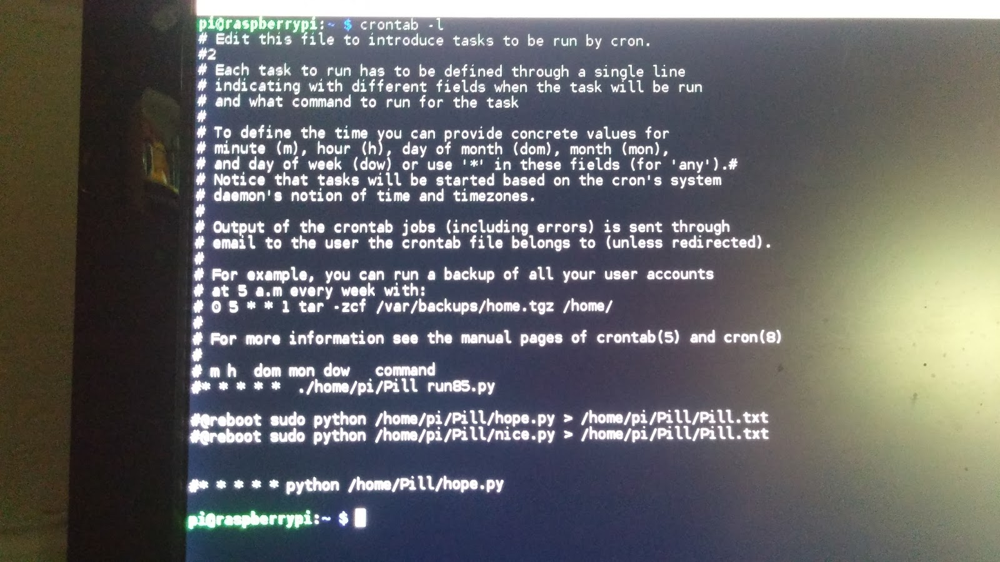 pi@raspberrypi:~ $ crontab -l
# Edit this file to introduce tasks to be run by cron.
#2
# Each task to run has to be defined through a single line
# indicating with different fields when the task will be run
# and what command to run for the task
#
# To define the time you can provide concrete values for
# minute (m), hour (h), day of month (dom), month (mon),
# and day of week (dow) or use '*' in these fields (for 'any').#
# Notice that tasks will be started based on the cron's system
# daemon's notion of time and timezones.
#
# Output of the crontab jobs (including errors) is sent through
# email to the user the crontab file belongs to (unless redirected).
#
# For example, you can run a backup of all your user accounts
# at 5 a.m every week with:
# 0 5 * * 1 tar -zcf /var/backups/home.tgz /home/
#
# For more information see the manual pages of crontab(5) and cron(8)
#
# m h  dom mon dow   command
#* * * * *  ./home/pi/Pill run85.py
#@reboot sudo python /home/pi/Pill/hope.py > /home/pi/Pill/Pill.txt
#@reboot sudo python /home/pi/Pill/nice.py > /home/pi/Pill/Pill.txt
#* * * * * python /home/Pill/hope.py
pi@raspberrypi:~ $